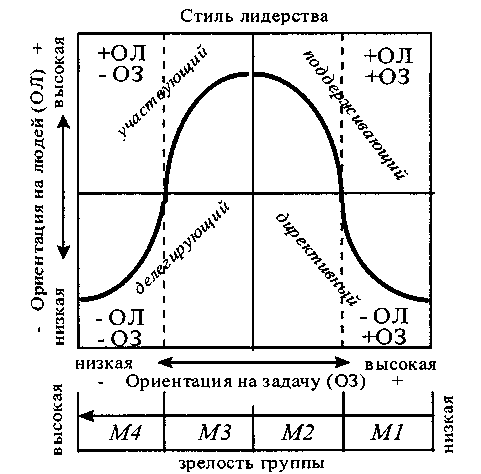 Стиль лидерства
- Ориентация на людей (ОЛ) +
низкая
высокая
+ОЛ
- ОЗ
участвующий
поддерживающий
+ОЛ
+ОЗ
делегирующий
директивный
- ОЛ
- ОЗ
- ОЛ
+ОЗ
низкая
высокая
- Ориентация на задачу (ОЗ) +
высокая
М4 М3 М2 М1
низкая
зрелость группы